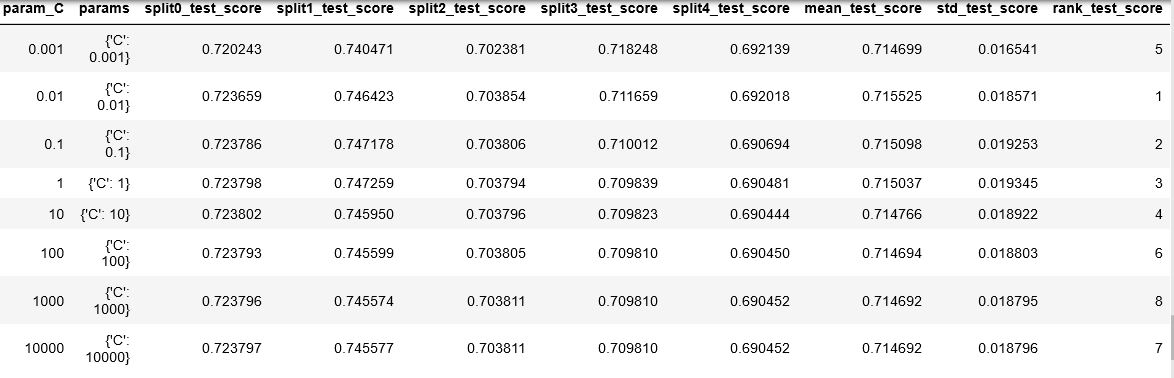 param_C params split0_test_score split1_test_score split2_test_score split3_test_score split4_test_score mean_test_score std_test_score rank_test_score
0.001 {'C': 0.001} 0.720243 0.740471 0.702381 0.718248 0.692139 0.714699 0.016541 5
0.01 {'C': 0.01} 0.723659 0.746423 0.703854 0.711659 0.692018 0.715525 0.018571 1
0.1 {'C': 0.1} 0.723786 0.747178 0.703806 0.710012 0.690694 0.715098 0.019253 2
1 {'C': 1} 0.723798 0.747259 0.703794 0.709839 0.690481 0.715037 0.019345 3
10 {'C': 10} 0.723802 0.745950 0.703796 0.709823 0.690444 0.714766 0.018922 4
100 {'C': 100} 0.723793 0.745599 0.703805 0.709810 0.690450 0.714694 0.018803 6
1000 {'C': 1000} 0.723796 0.745574 0.703811 0.709810 0.690452 0.714692 0.018795 8
10000 {'C': 10000} 0.723797 0.745577 0.703811 0.709810 0.690452 0.714692 0.018796 7